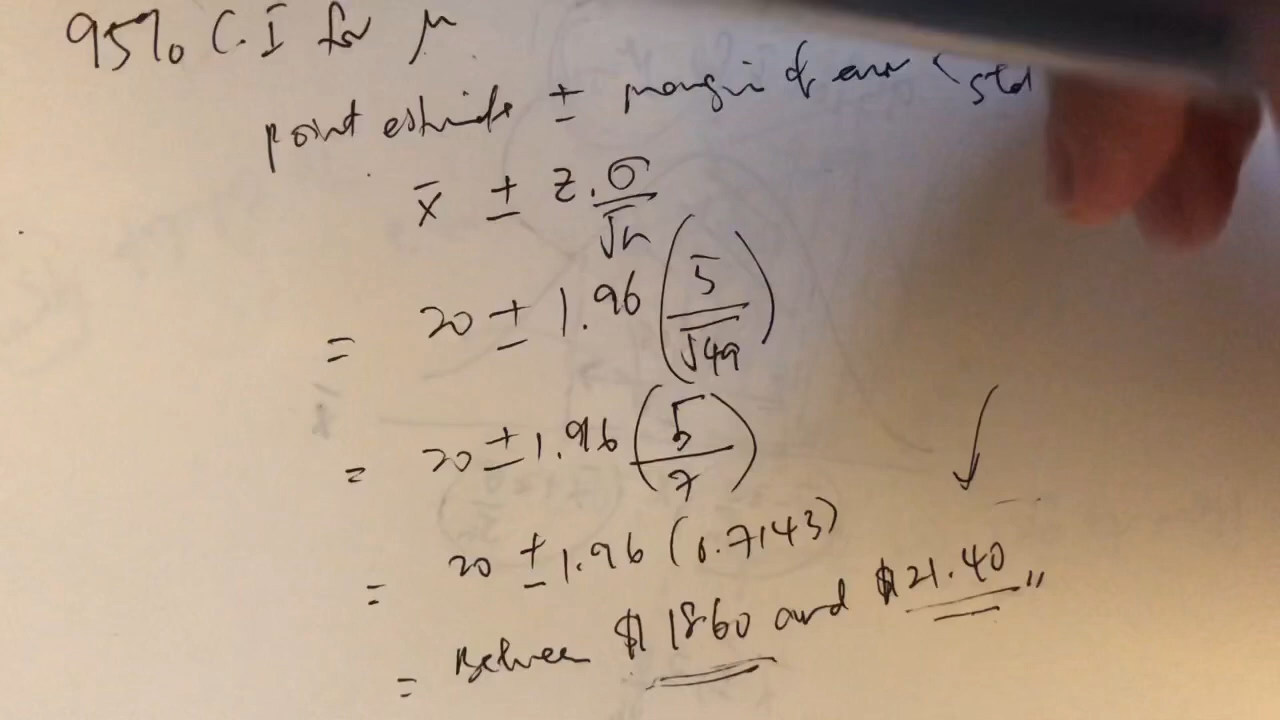 95% C.I for μ
point estimate ± margin of error (std
x̄ ± z.σ/√n
= 20 ± 1.96 (5/√49)
= 20 ± 1.96 (5/7)
= 20 ± 1.96 (0.7143)
= Between $18.60 and $21.40 "